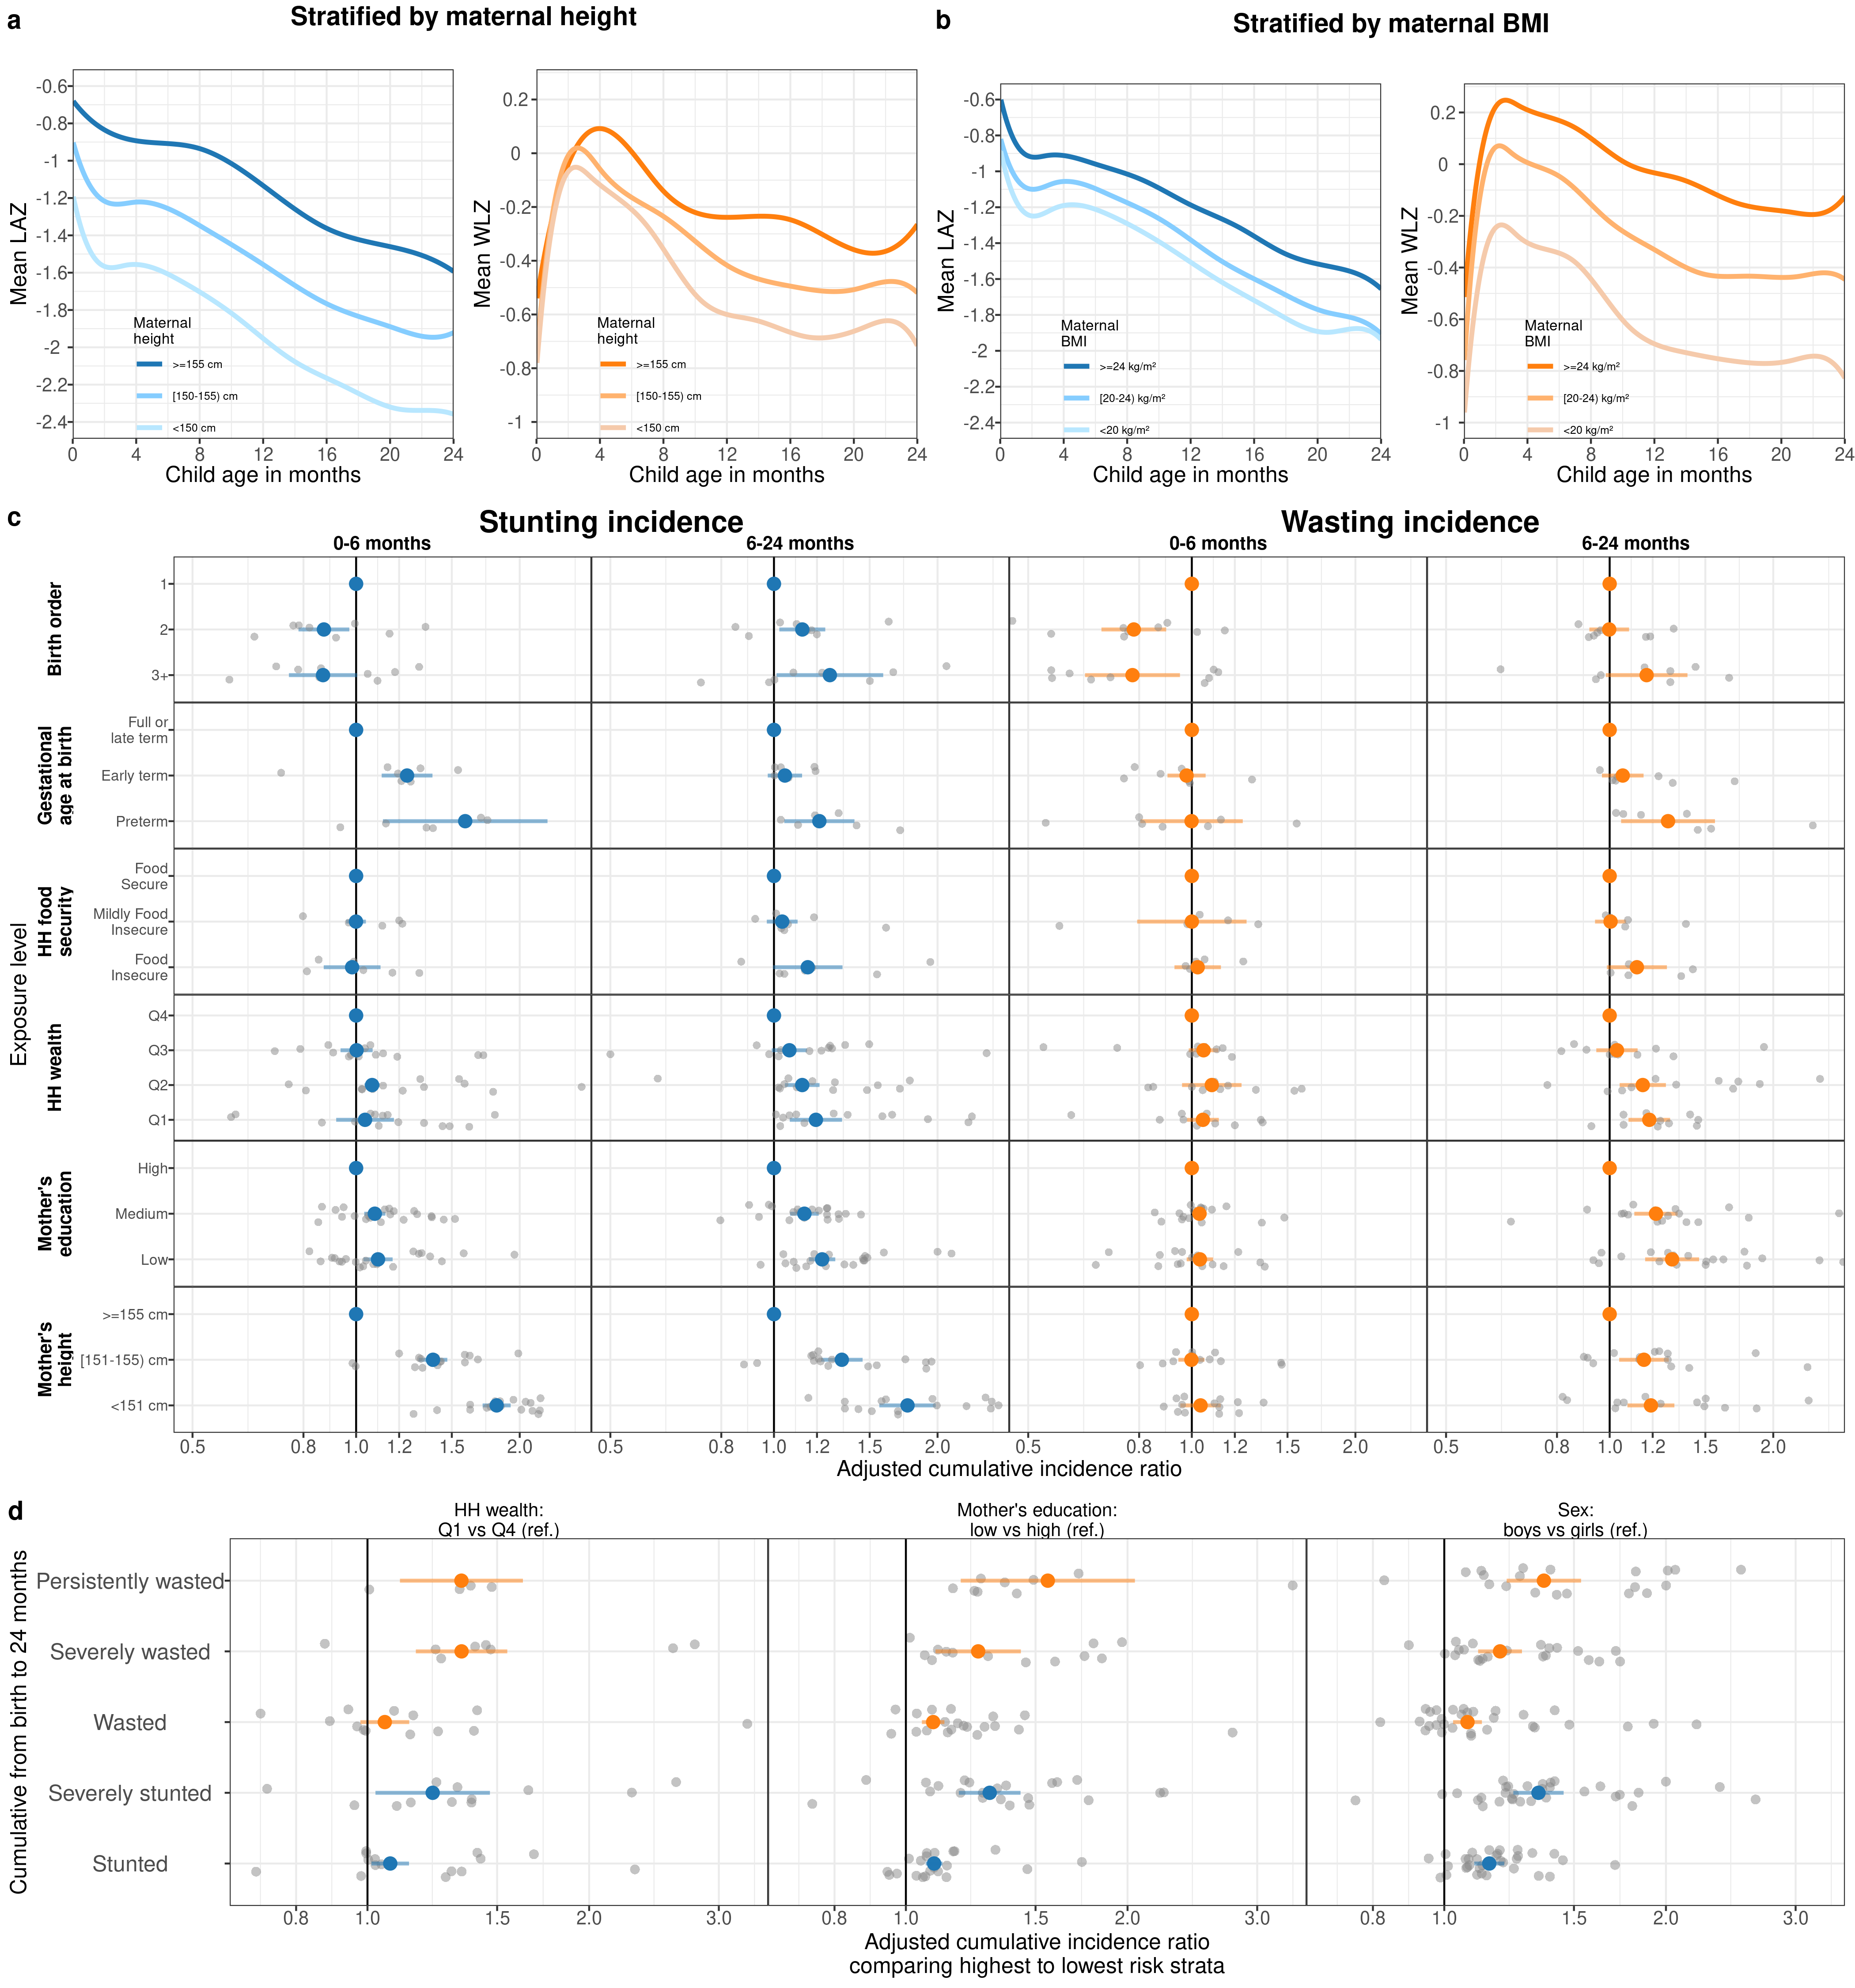 a
Stratified by maternal height
b
Stratified by maternal BMI
Mean LAZ
-0.6
-0.8
-1
-1.2
-1.4
-1.6
-1.8
-2
-2.2
-2.4
Maternal
height
>=155 cm
[150-155) cm
<150 cm
0 4 8 12 16 20 24
Child age in months
Mean WLZ
0.2
0
-0.2
-0.4
-0.6
-0.8
-1
Maternal
height
>=155 cm
[150-155) cm
<150 cm
0 4 8 12 16 20 24
Child age in months
Mean LAZ
-0.6
-0.8
-1
-1.2
-1.4
-1.6
-1.8
-2
-2.2
-2.4
Maternal
BMI
>=24 kg/m²
[20-24) kg/m²
<20 kg/m²
0 4 8 12 16 20 24
Child age in months
Mean WLZ
0.2
0
-0.2
-0.4
-0.6
-0.8
-1
Maternal
BMI
>=24 kg/m²
[20-24) kg/m²
<20 kg/m²
0 4 8 12 16 20 24
Child age in months
c
Stunting incidence
Wasting incidence
0-6 months
6-24 months
0-6 months
6-24 months
Exposure level
Birth order
1
2
3+
Gestational
age at birth
Full or
late term
Early term
Preterm
HH food
security
Food
Secure
Mildly Food
Insecure
Food
Insecure
HH wealth
Q4
Q3
Q2
Q1
Mother's
education
High
Medium
Low
Mother's
height
>=155 cm
[151-155) cm
<151 cm
0.5 0.8 1.0 1.2 1.5 2.0
0.5 0.8 1.0 1.2 1.5 2.0
0.5 0.8 1.0 1.2 1.5 2.0
0.5 0.8 1.0 1.2 1.5 2.0
Adjusted cumulative incidence ratio
d
HH wealth:
Q1 vs Q4 (ref.)
Mother's education:
low vs high (ref.)
Sex:
boys vs girls (ref.)
Cumulative from birth to 24 months
Persistently wasted
Severely wasted
Wasted
Severely stunted
Stunted
0.8 1.0 1.5 2.0 3.0
0.8 1.0 1.5 2.0 3.0
0.8 1.0 1.5 2.0 3.0
Adjusted cumulative incidence ratio
comparing highest to lowest risk strata